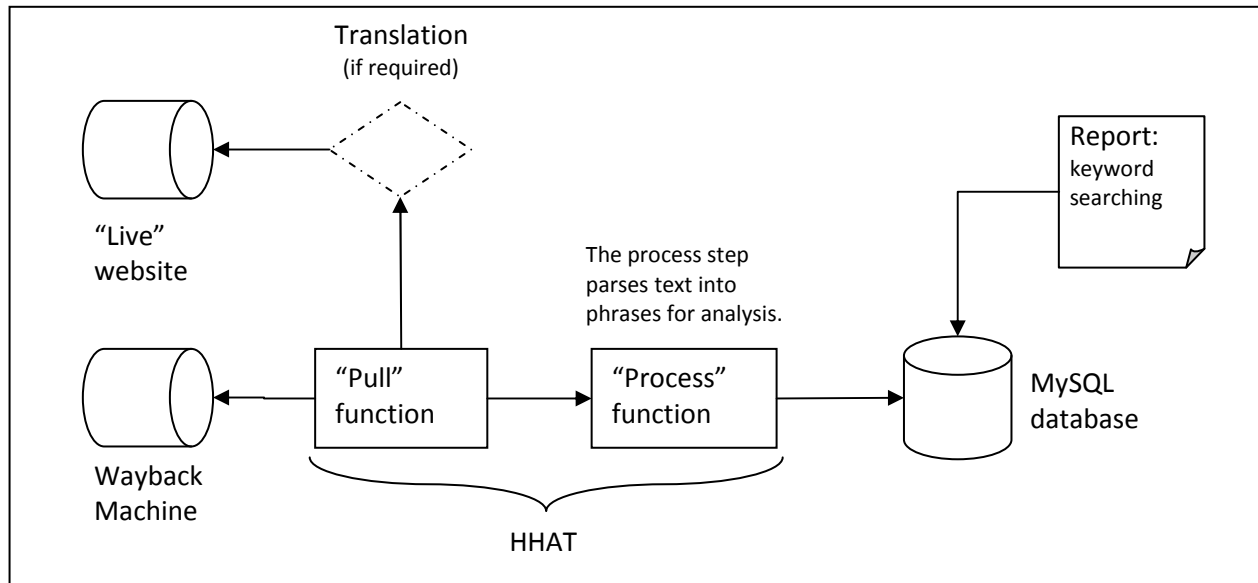 Translation
(if required)
Report:
keyword
searching
“Live”
website
The process step
parses text into
phrases for analysis.
“Pull”
function
“Process”
function
MySQL
database
Wayback
Machine
HHAT